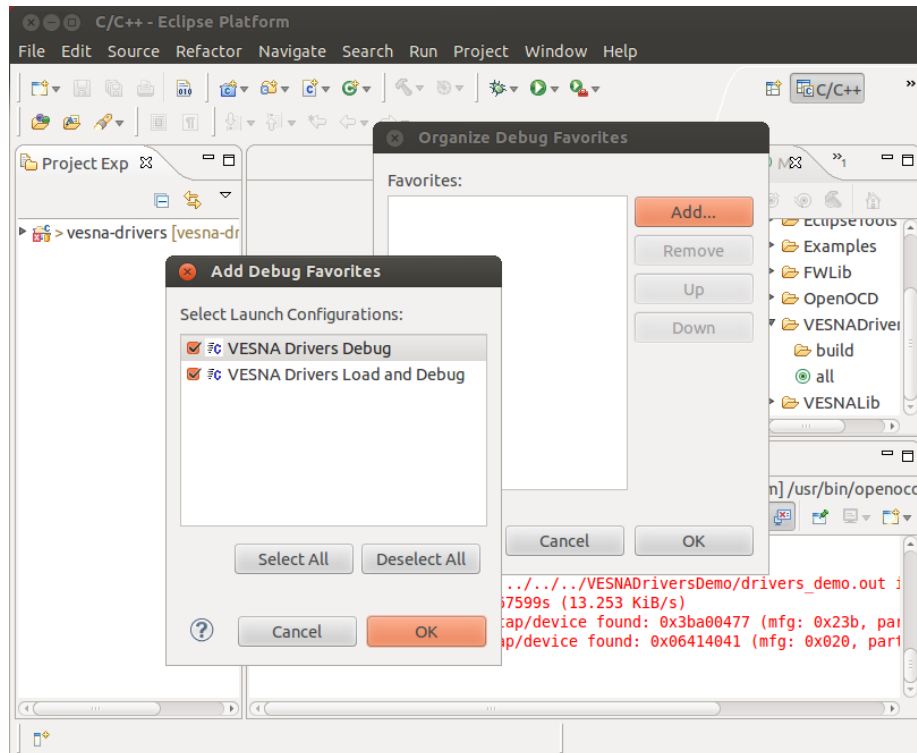 C/C++ - Eclipse Platform
File Edit Source Refactor Navigate Search Run Project Window Help
C/C++
Project Exp
> vesna-drivers [vesna-dr
Organize Debug Favorites
Favorites:
Add...
Remove
Up
Down
Cancel
OK
Add Debug Favorites
Select Launch Configurations:
VESNA Drivers Debug
VESNA Drivers Load and Debug
Select All
Deselect All
Cancel
OK
EclipseTools
Examples
FWLib
OpenOCD
VESNADriver
build
all
VESNALib
m] /usr/bin/openocd
../../../VESNADriversDemo/drivers_demo.out i
57599s (13.253 KiB/s)
tap/device found: 0x3ba00477 (mfg: 0x23b, par
ap/device found: 0x06414041 (mfg: 0x020, part